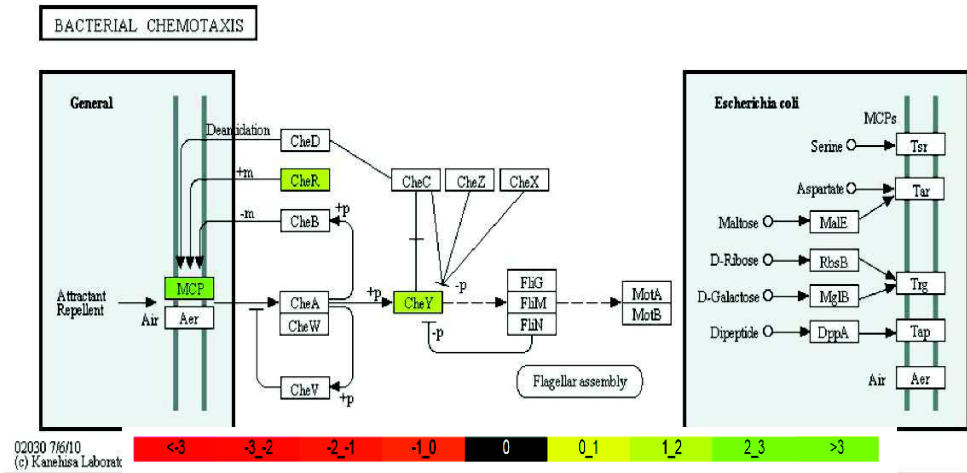 BACTERIAL CHEMOTAXIS
General
Deamidation
CheD
+m
CheR
-m
CheB
+p
CheC
CheZ
CheX
MCP
Attractant
Repellent
Air
Aer
CheA
CheW
+p
CheY
-p
-p
FliG
FliM
FliN
MotA
MotB
CheV
+p
Flagellar assembly
Escherichia coli
MCPs
Serine
Tsr
Aspartate
Tar
Maltose
MalE
D-Ribose
RbsB
Trg
D-Galactose
MglB
Dipeptide
DppA
Tap
Air
Aer
02030 7/6/10
(c) Kanehisa Laborat
<-3
-3_-2
-2_-1
-1_0
0
0_1
1_2
2_3
>3